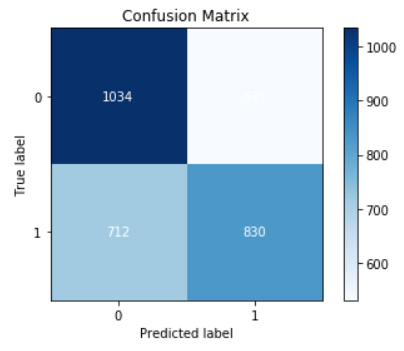 Confusion Matrix
0 1034
1000
900
True label
800
1 712 830
700
600
0 1
Predicted label